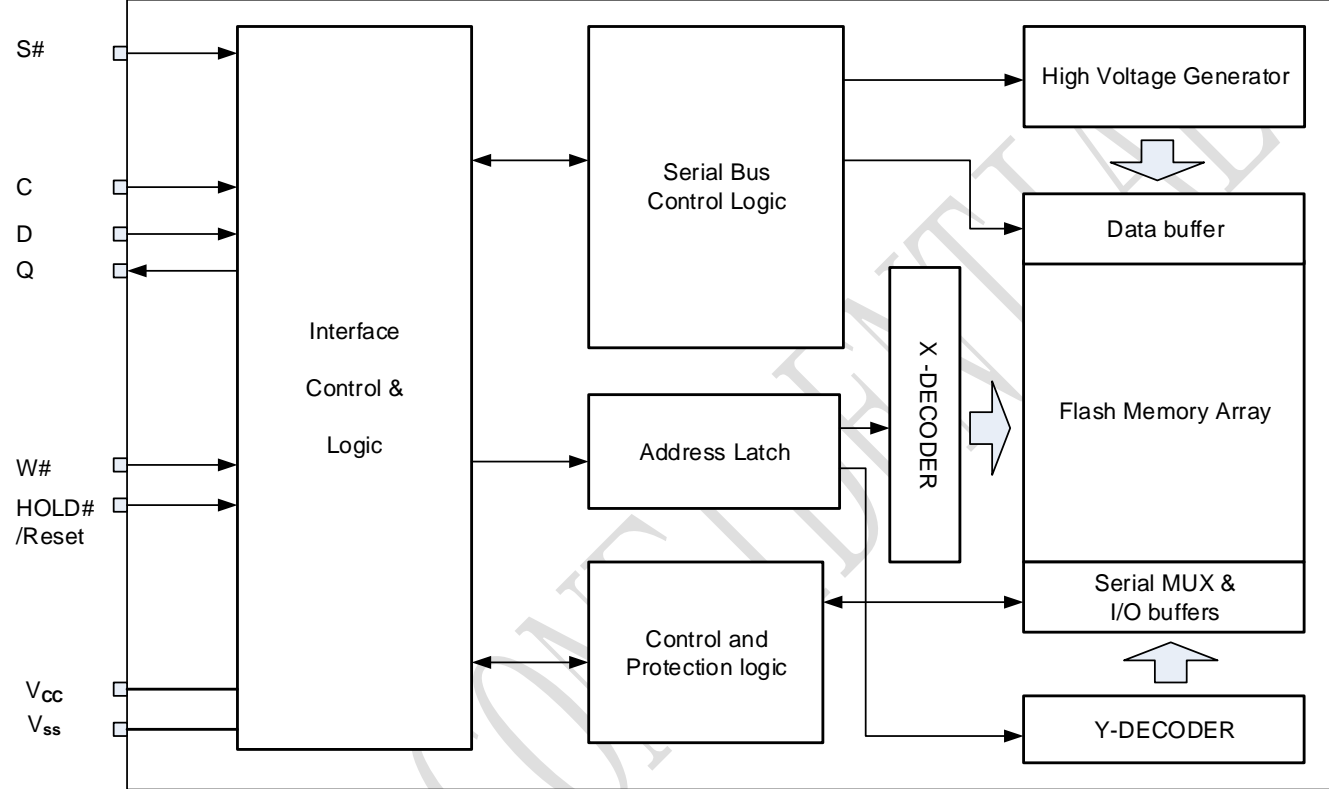 S#
C
D
Q
W#
HOLD#
/Reset
Vcc
Vss
Interface
Control &
Logic
Serial Bus
Control Logic
Address Latch
Control and
Protection logic
X -DECODER
High Voltage Generator
Data buffer
Flash Memory Array
Serial MUX &
I/O buffers
Y-DECODER
CONFIDENTIAL